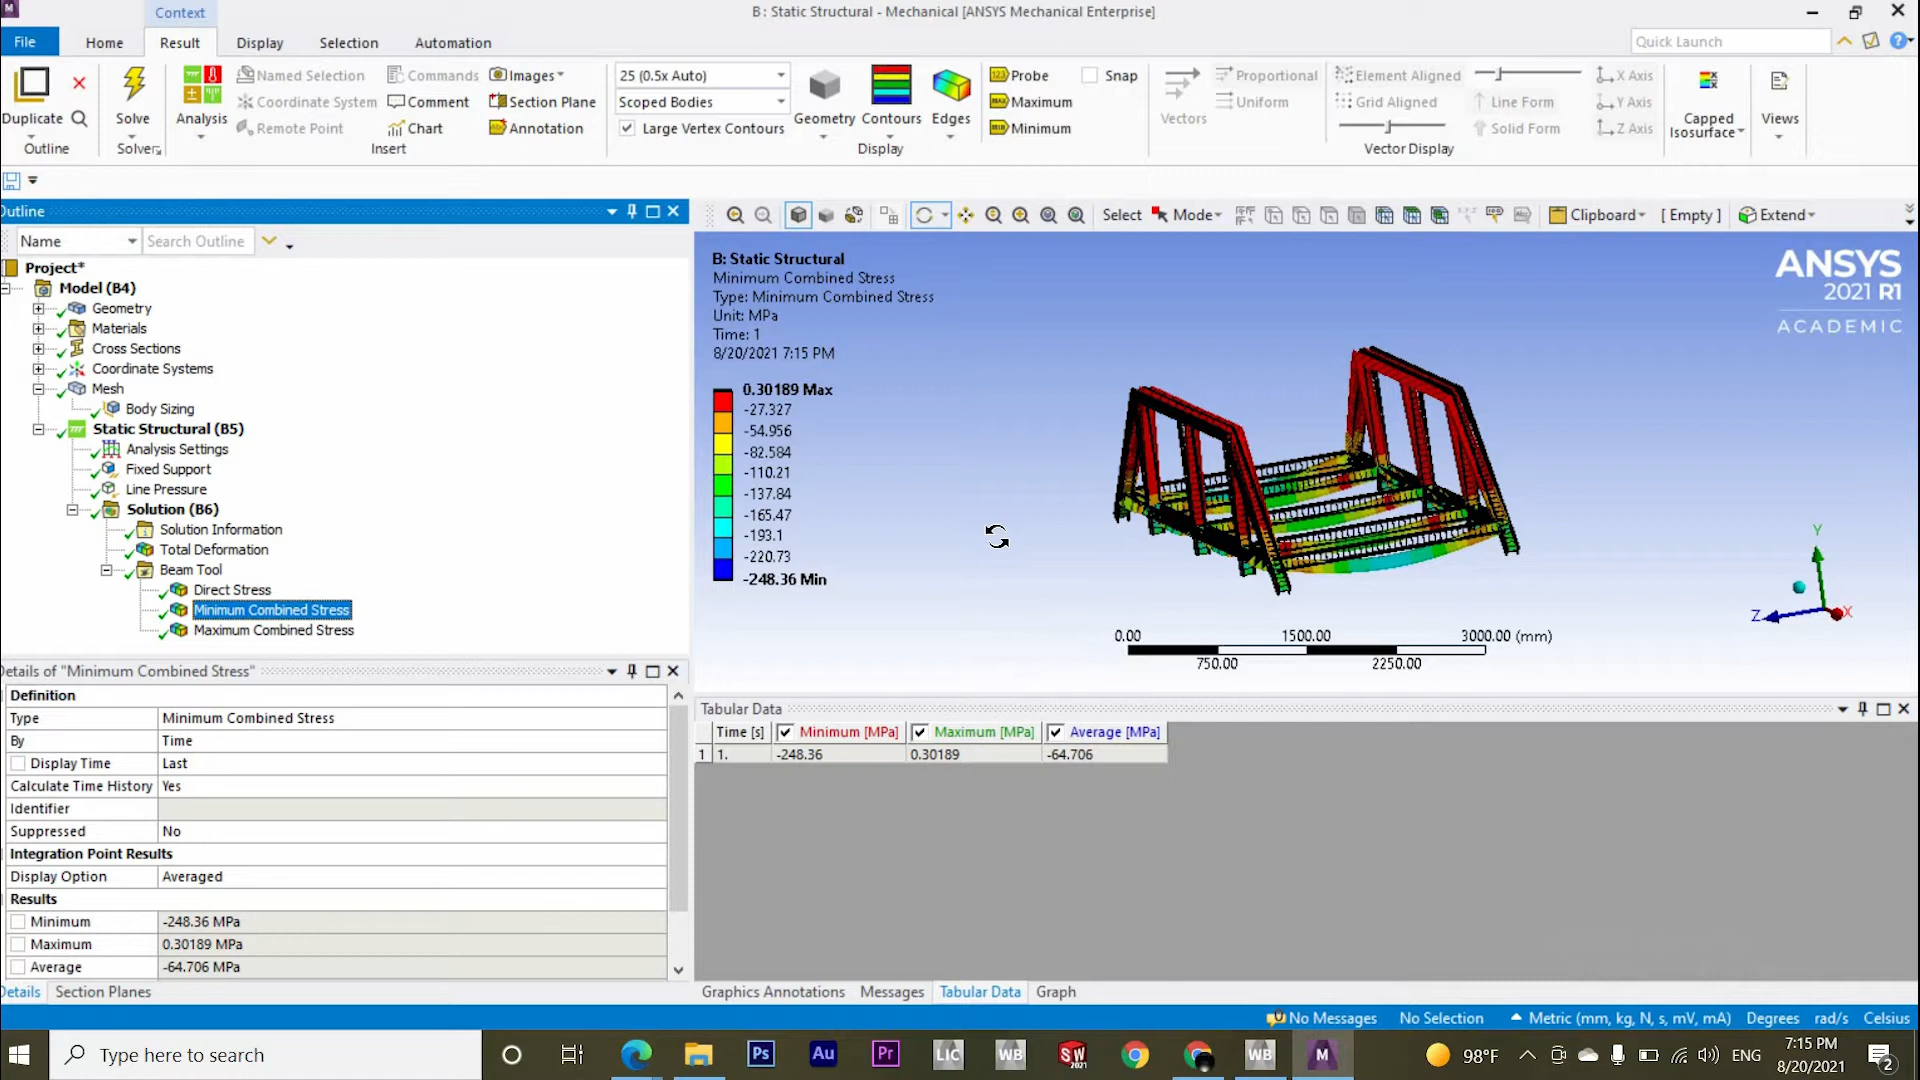 Context
B : Static Structural - Mechanical [ANSYS Mechanical Enterprise]
File Home Result Display Selection Automation
Quick Launch
Duplicate
Outline
Solve
Solver
Analysis
Named Selection
Coordinate System
Remote Point
Commands
Comment
Chart
Images
Section Plane
Annotation
Insert
25 (0.5x Auto)
Scoped Bodies
Large Vertex Contours
Geometry
Contours
Edges
Display
Probe
Maximum
Minimum
Snap
Vectors
Proportional
Uniform
Element Aligned
Grid Aligned
Line Form
Solid Form
X Axis
Y Axis
Z Axis
Vector Display
Capped
Isosurface
Views
Outline
Name Search Outline
Project*
Model (B4)
Geometry
Materials
Cross Sections
Coordinate Systems
Mesh
Body Sizing
Static Structural (B5)
Analysis Settings
Fixed Support
Line Pressure
Solution (B6)
Solution Information
Total Deformation
Beam Tool
Direct Stress
Minimum Combined Stress
Maximum Combined Stress
Select Mode Clipboard [ Empty ] Extend
B: Static Structural
Minimum Combined Stress
Type: Minimum Combined Stress
Unit: MPa
Time: 1
8/20/2021 7:15 PM
0.30189 Max
-27.327
-54.956
-82.584
-110.21
-137.84
-165.47
-193.1
-220.73
-248.36 Min
ANSYS
2021 R1
ACADEMIC
Y
Z
X
0.00 1500.00 3000.00 (mm)
750.00 2250.00
Details of "Minimum Combined Stress"
Definition
Type Minimum Combined Stress
By Time
Display Time Last
Calculate Time History Yes
Identifier
Suppressed No
Integration Point Results
Display Option Averaged
Results
Minimum -248.36 MPa
Maximum 0.30189 MPa
Average -64.706 MPa
Details Section Planes
Tabular Data
Time [s] Minimum [MPa] Maximum [MPa] Average [MPa]
1 1. -248.36 0.30189 -64.706
Graphics Annotations Messages Tabular Data Graph
No Messages No Selection Metric (mm, kg, N, s, mV, mA) Degrees rad/s Celsius
Type here to search
Ps Au Pr LIC WB SW 2021 WB M
98°F
ENG
7:15 PM
8/20/2021
2